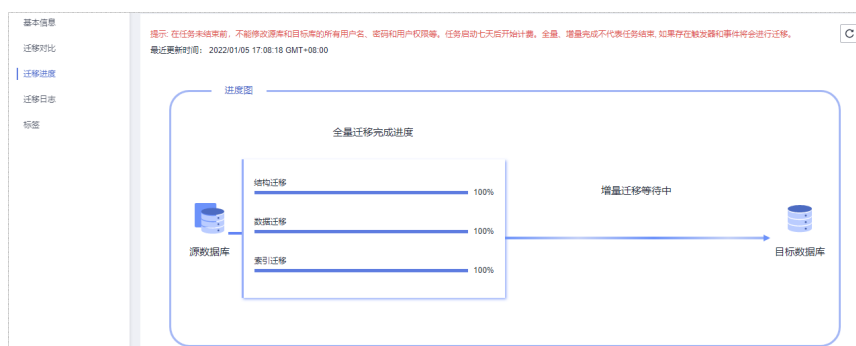 基本信息
迁移对比
迁移进度
迁移日志
标签
提示: 在任务未结束前，不能修改源库和目标库的所有用户名、密码和用户权限等。任务启动七天后开始计费。全量、增量完成不代表任务结束, 如果存在触发器和事件将会进行迁移。
最近更新时间： 2022/01/05 17:08:18 GMT+08:00
进度图
全量迁移完成进度
结构迁移
100%
数据迁移
100%
索引迁移
100%
源数据库
增量迁移等待中
目标数据库